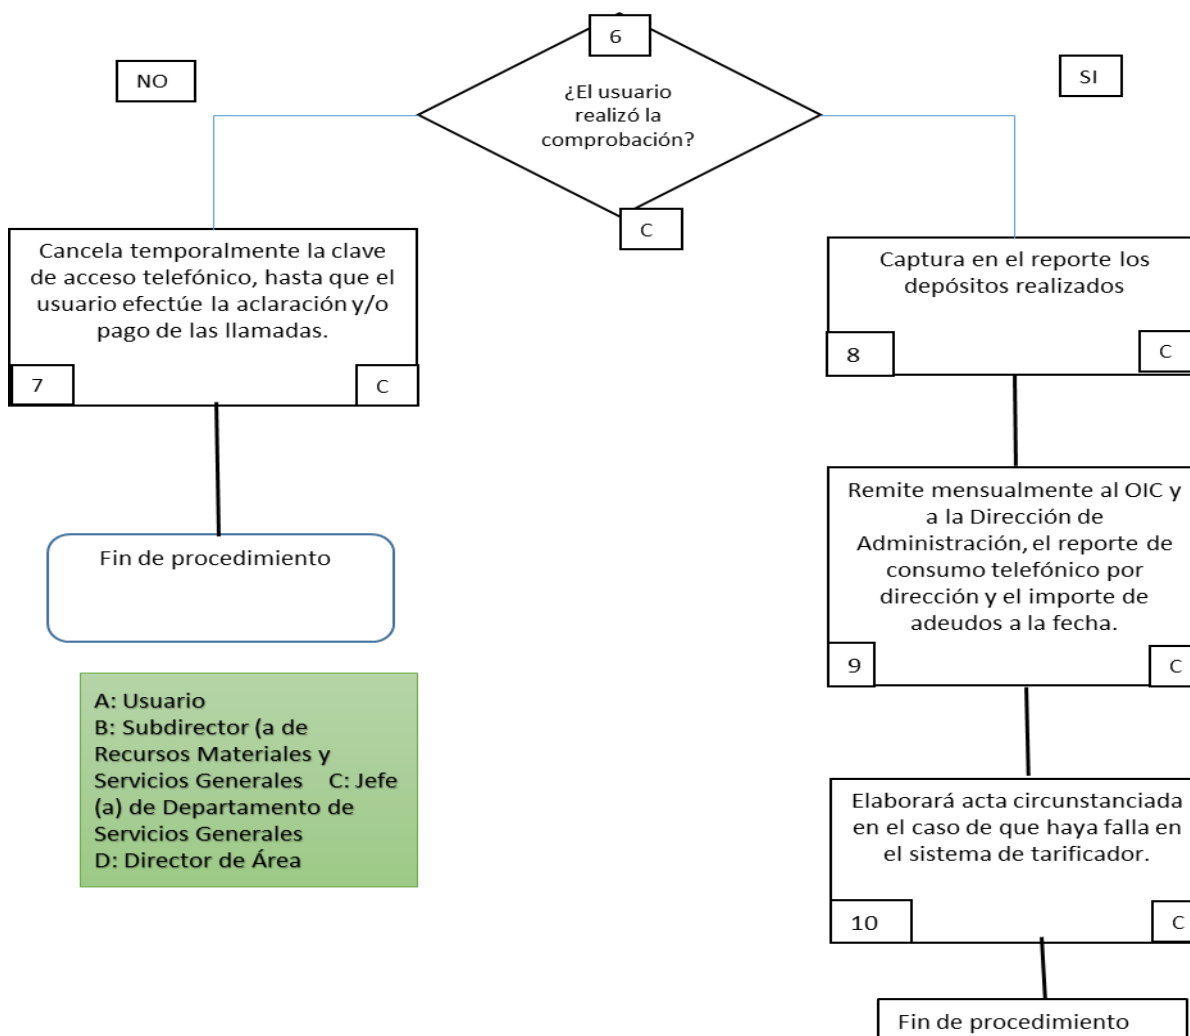 6
NO
SI
¿El usuario
realizó la
comprobación?
C
Cancela temporalmente la clave
de acceso telefónico, hasta que el
usuario efectúe la aclaración y/o
pago de las llamadas.
7
C
Fin de procedimiento
A: Usuario
B: Subdirector (a de
Recursos Materiales y
Servicios Generales C: Jefe
(a) de Departamento de
Servicios Generales
D: Director de Área
Captura en el reporte los
depósitos realizados
8
C
Remite mensualmente al OIC y
a la Dirección de
Administración, el reporte de
consumo telefónico por
dirección y el importe de
adeudos a la fecha.
9
C
Elaborará acta circunstanciada
en el caso de que haya falla en
el sistema de tarificador.
10
C
Fin de procedimiento